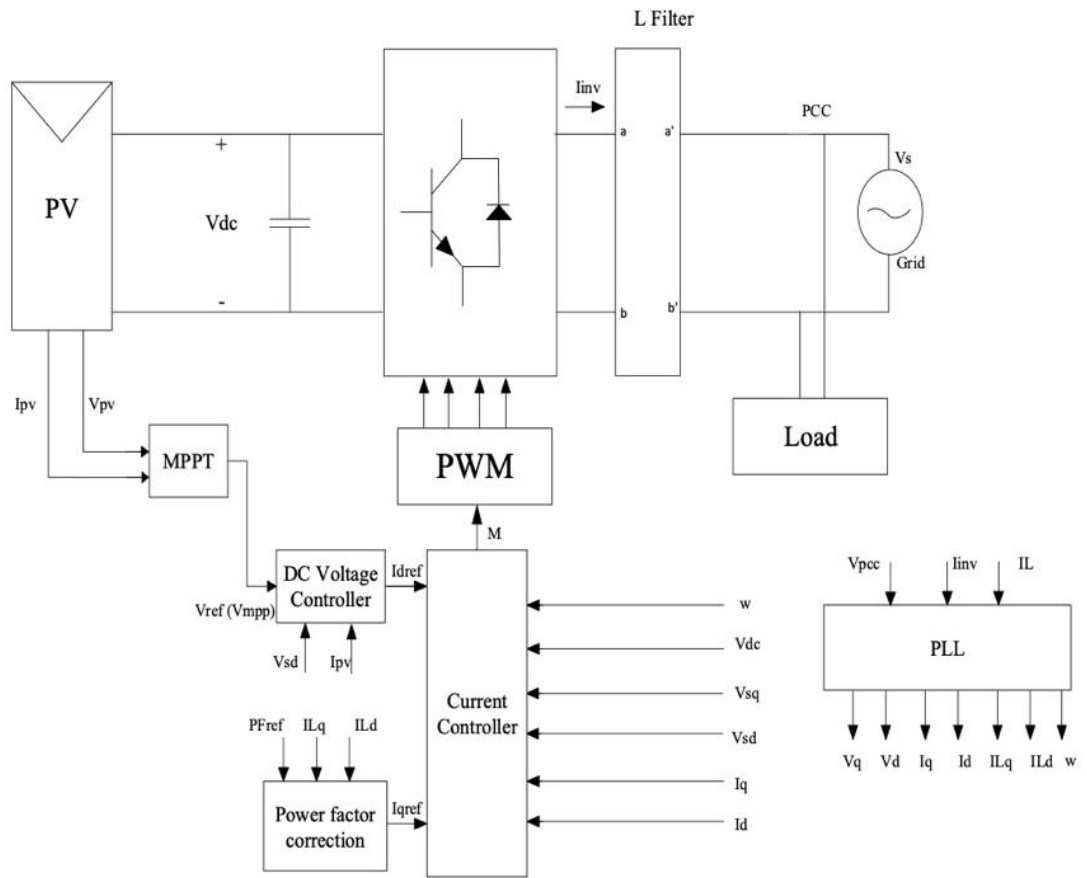 L Filter
Iinv
PCC
a
a'
Vs
+
PV
Vdc
Grid
-
b
b'
Ipv
Vpv
MPPT
PWM
Load
M
DC Voltage
Controller
Idref
Vref (Vmpp)
Vsd
Ipv
w
Vdc
Vsq
Vsd
Iq
Id
Current
Controller
PFref
ILq
ILd
Power factor
correction
Iqref
Vpcc
Iinv
IL
PLL
Vq
Vd
Iq
Id
ILq
ILd
w